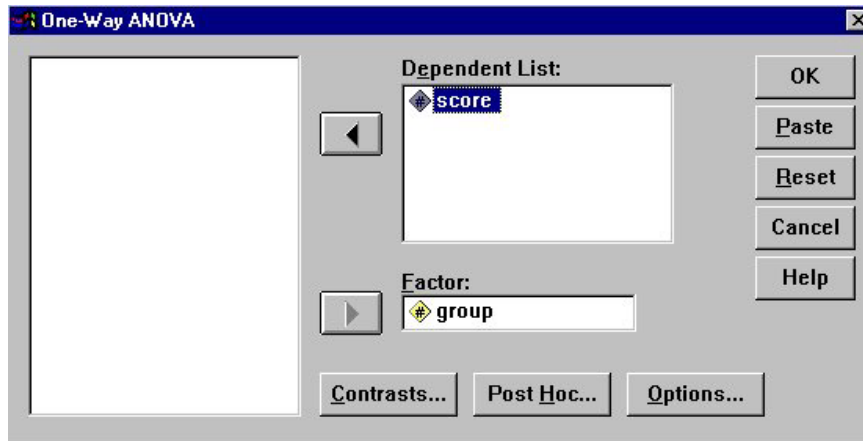 One-Way ANOVA
Dependent List:
# score
OK
Paste
Reset
Cancel
Help
Factor:
# group
Contrasts...
Post Hoc...
Options...